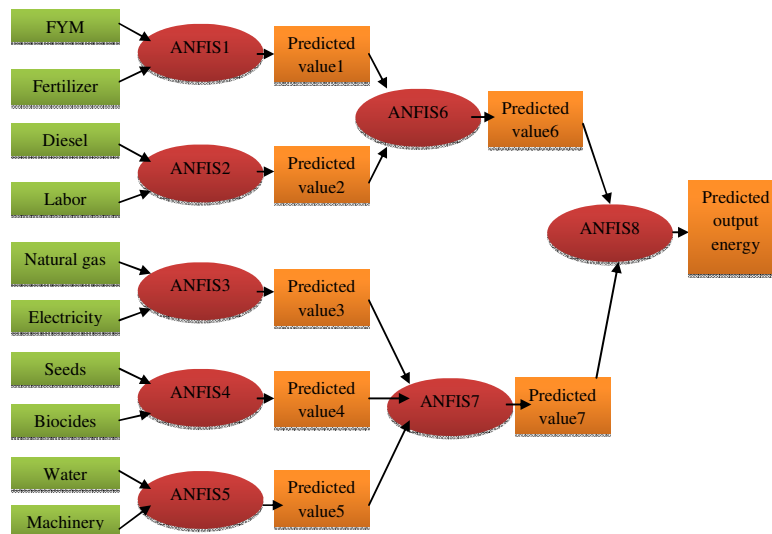 FYM
Fertilizer
ANFIS1
Predicted
value1
Diesel
Labor
ANFIS2
Predicted
value2
ANFIS6
Predicted
value6
Natural gas
Electricity
ANFIS3
Predicted
value3
Seeds
Biocides
ANFIS4
Predicted
value4
Water
Machinery
ANFIS5
Predicted
value5
ANFIS7
Predicted
value7
ANFIS8
Predicted
output
energy